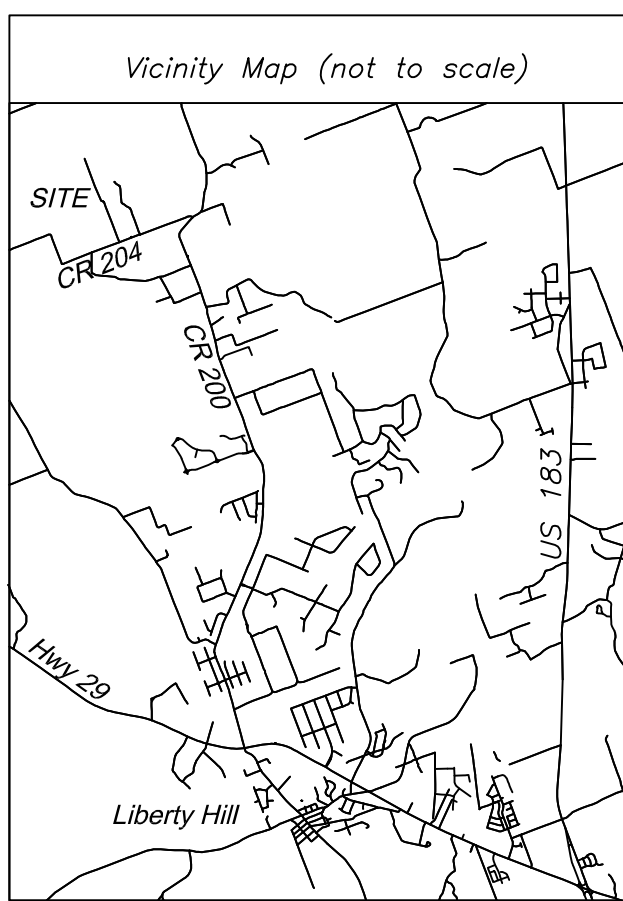 Vicinity Map (not to scale)
SITE
CR 204
CR 200
US 183
Hwy 29
Liberty Hill